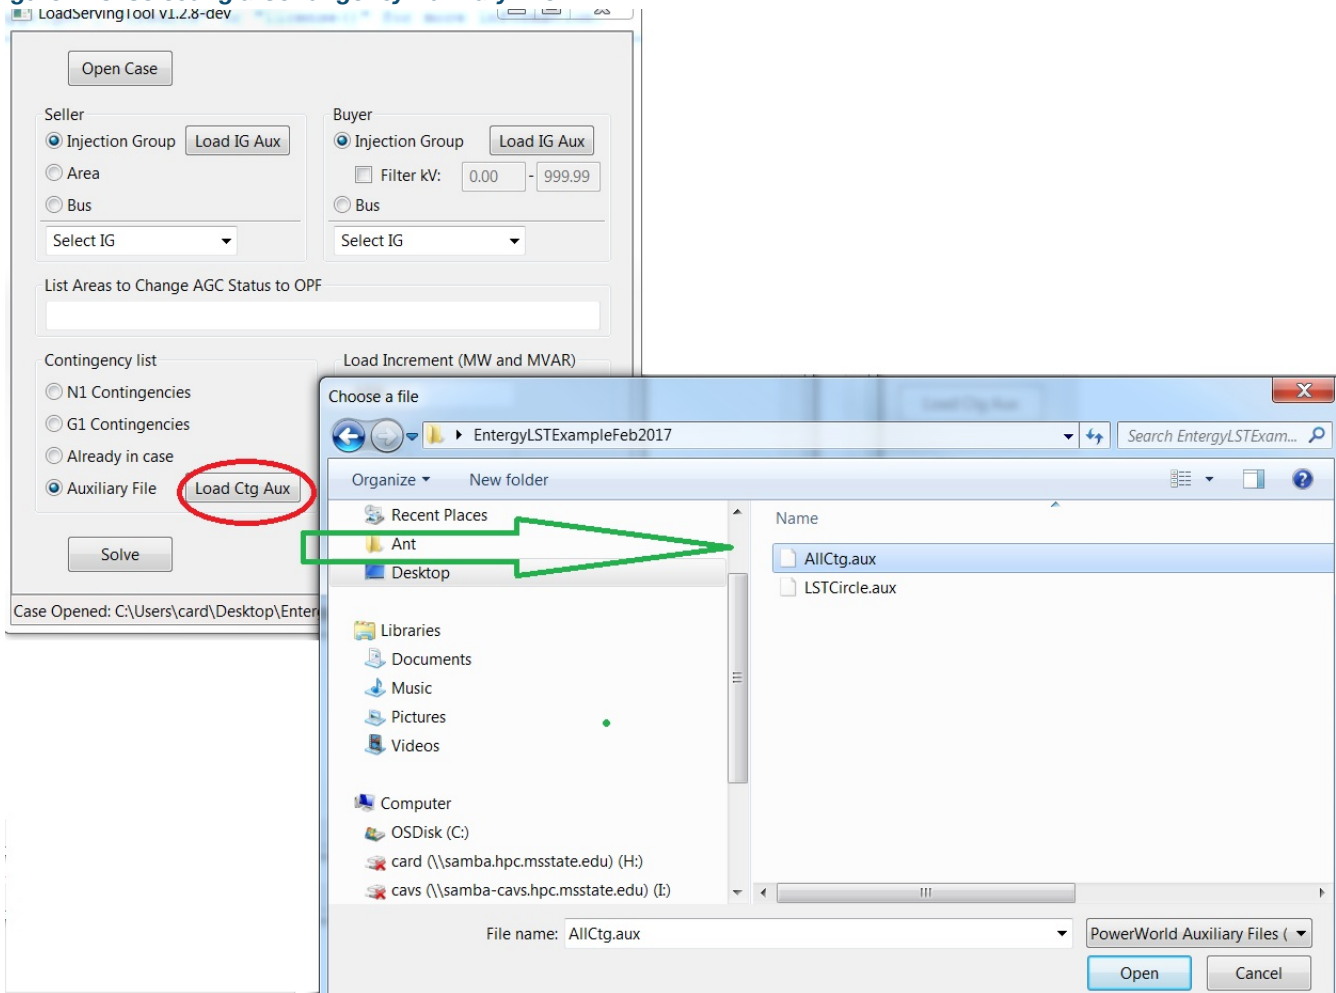 LoadServingTool v1.2.8-dev
Open Case
Seller
Injection Group Load IG Aux
Area
Bus
Select IG
Buyer
Injection Group Load IG Aux
Filter kV: 0.00 - 999.99
Bus
Select IG
List Areas to Change AGC Status to OPF
Contingency list
N1 Contingencies
G1 Contingencies
Already in case
Auxiliary File Load Ctg Aux
Load Increment (MW and MVAR)
Solve
Case Opened: C:\Users\card\Desktop\Enter
Choose a file
EntergyLSTExampleFeb2017
Search EntergyLSTExam...
Organize New folder
Recent Places
Ant
Desktop
Libraries
Documents
Music
Pictures
Videos
Computer
OSDisk (C:)
card (\\samba.hpc.msstate.edu) (H:)
cavs (\\samba-cavs.hpc.msstate.edu) (I:)
Name
AllCtg.aux
LSTCircle.aux
File name: AllCtg.aux
PowerWorld Auxiliary Files (
Open Cancel